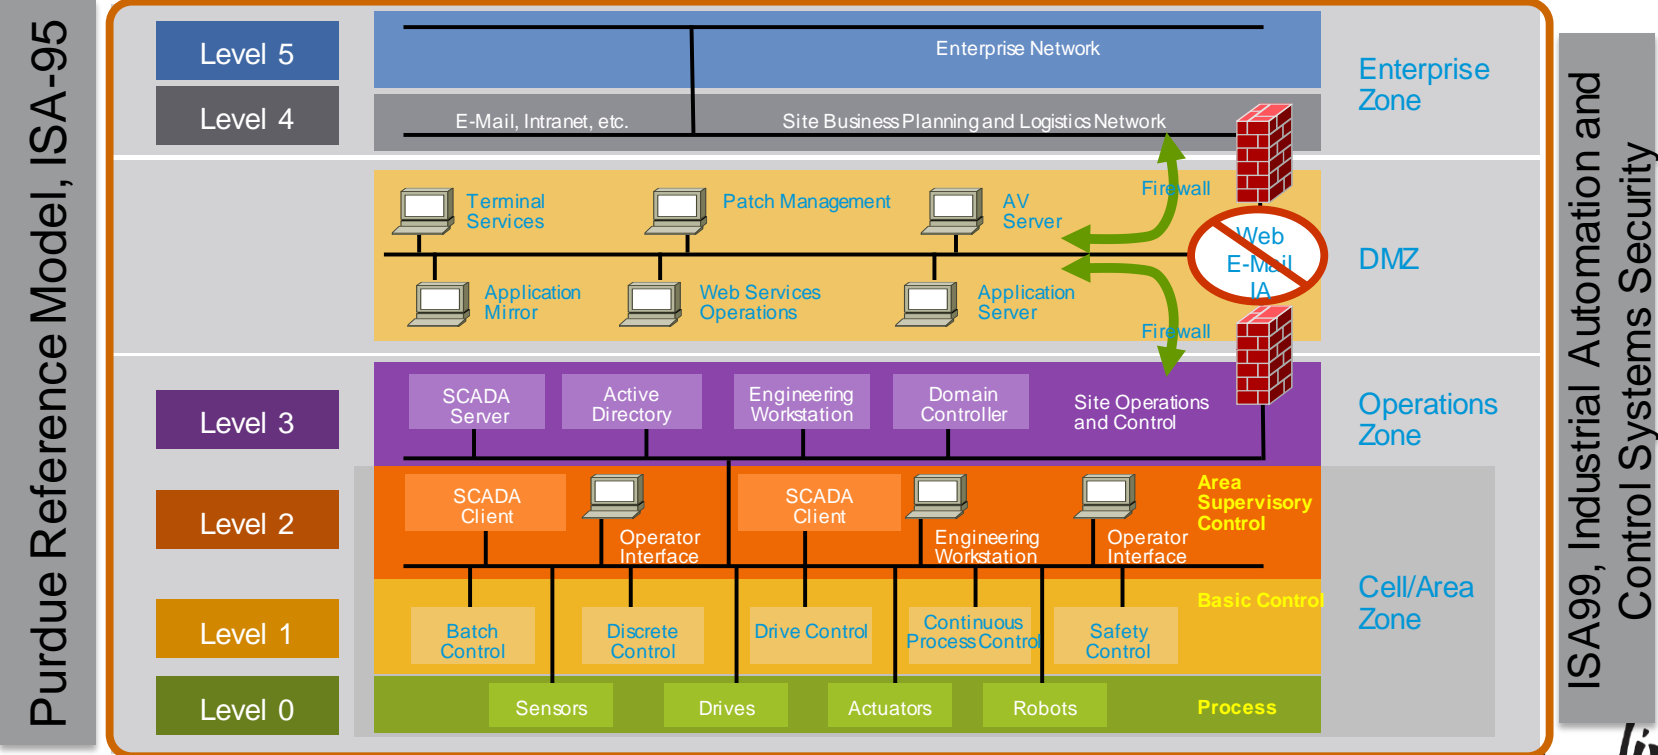 Purdue Reference Model, ISA-95
Level 5
Enterprise Network
Enterprise
Zone
Level 4
E-Mail, Intranet, etc.
Site Business Planning and Logistics Network
Terminal
Services
Patch Management
AV
Server
Firewall
Web
E-Mail
IA
DMZ
Application
Mirror
Web Services
Operations
Application
Server
Firewall
Level 3
SCADA
Server
Active
Directory
Engineering
Workstation
Domain
Controller
Site Operations
and Control
Operations
Zone
Level 2
SCADA
Client
Operator
Interface
SCADA
Client
Engineering
Workstation
Operator
Interface
Area
Supervisory
Control
Level 1
Batch
Control
Discrete
Control
Drive Control
Continuous
Process Control
Safety
Control
Basic Control
Cell/Area
Zone
Level 0
Sensors
Drives
Actuators
Robots
Process
ISA99, Industrial Automation and
Control Systems Security